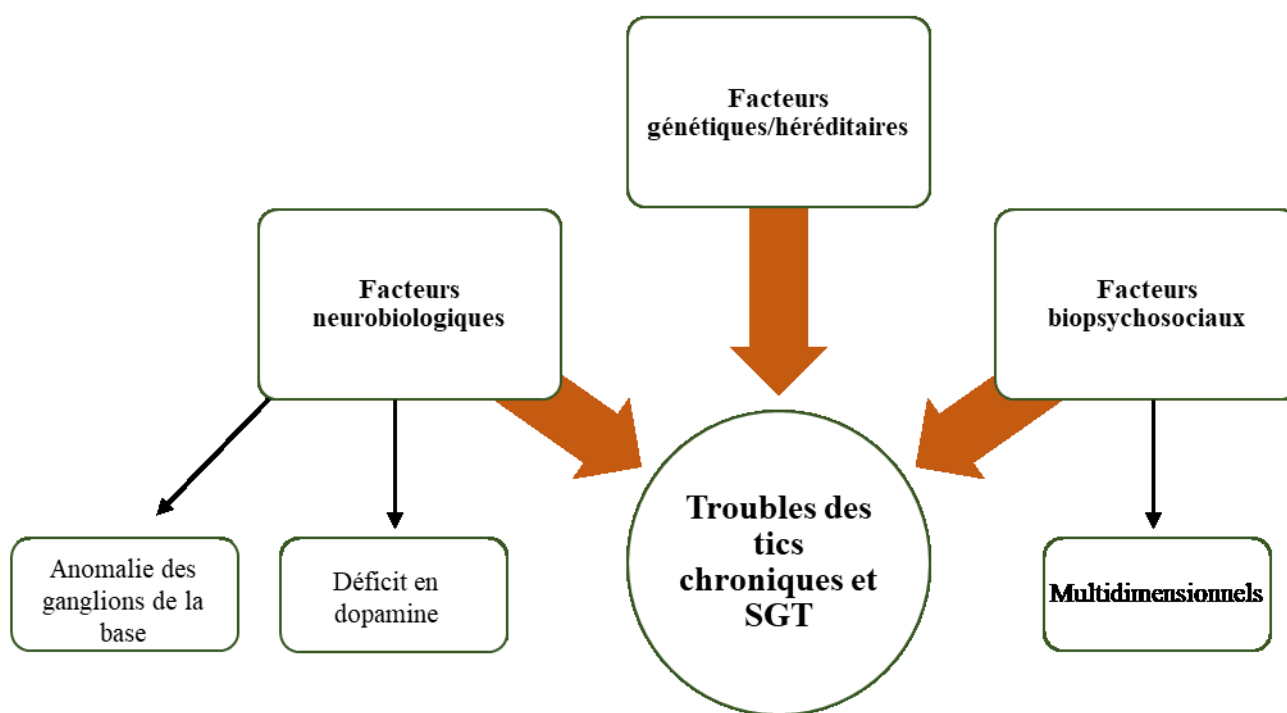 Facteurs
génétiques/héréditaires
Facteurs
neurobiologiques
Facteurs
biopsychosociaux
Troubles des
tics
chroniques et
SGT
Anomalie des
ganglions de la
base
Déficit en
dopamine
Multidimensionnels